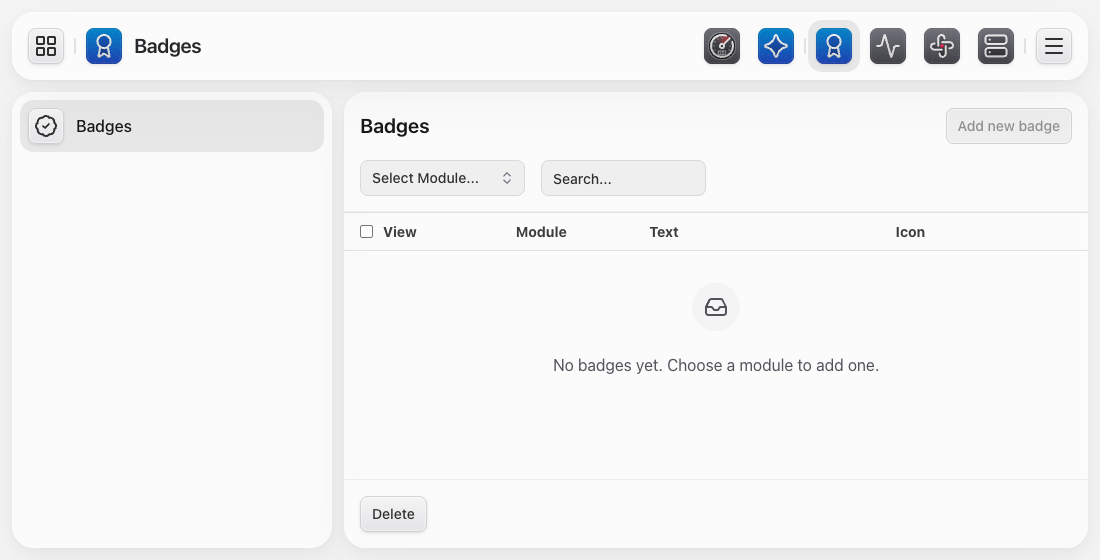 Badges
Badges
Badges
Add new badge
Select Module...
Search...
View Module Text Icon
No badges yet. Choose a module to add one.
Delete